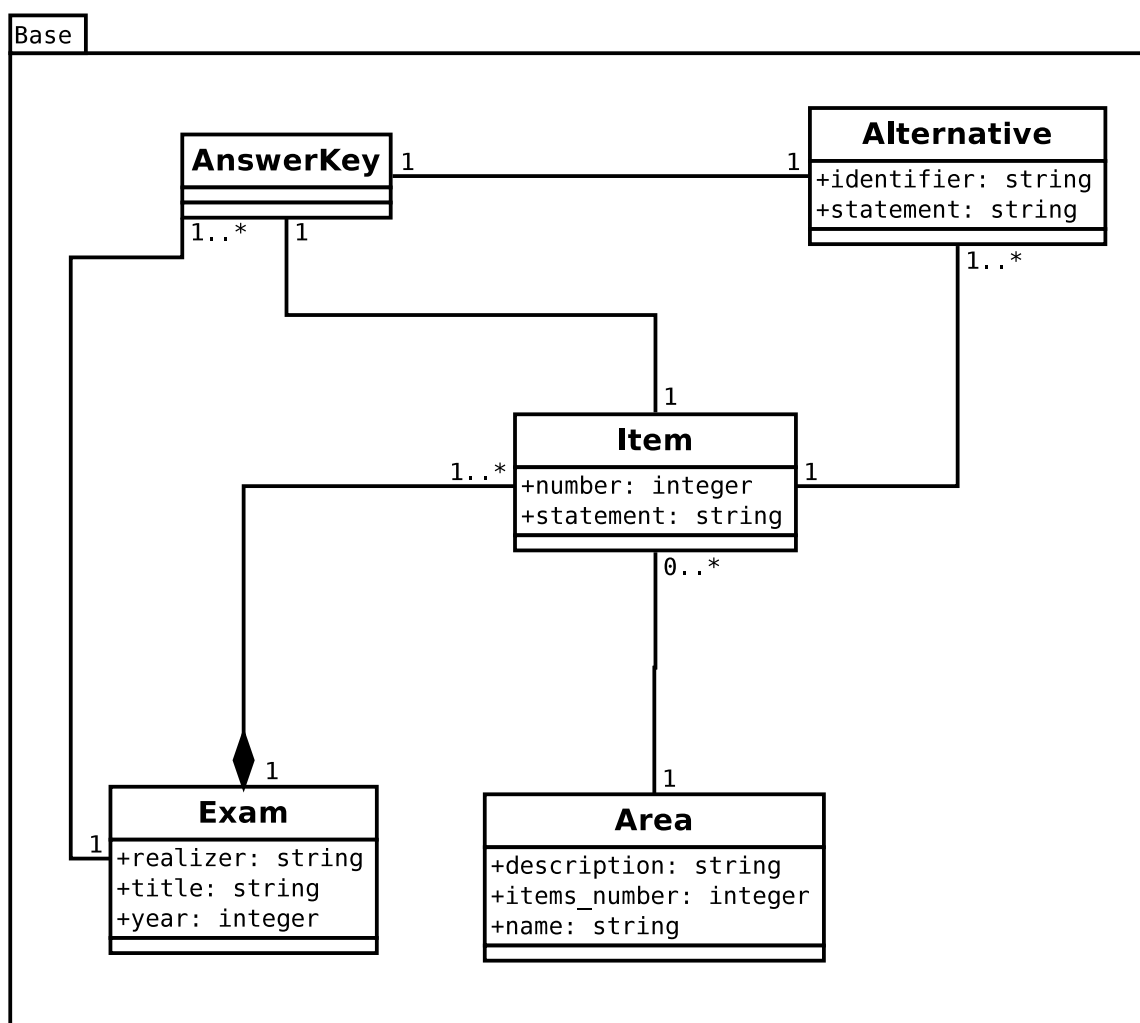 Base
AnswerKey
1
1
Alternative
+identifier: string
+statement: string
1..*
1
1..*
1
Item
+number: integer
+statement: string
1..*
1
0..*
1
1
Exam
+realizer: string
+title: string
+year: integer
1
Area
+description: string
+items_number: integer
+name: string